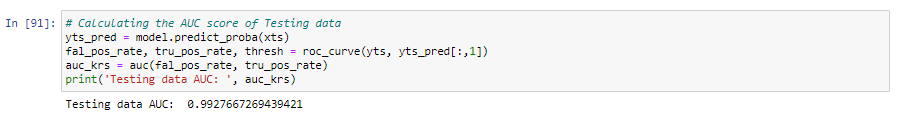 In [91]: # Calculating the AUC score of Testing data
yts_pred = model.predict_proba(xts)
fal_pos_rate, tru_pos_rate, thresh = roc_curve(yts, yts_pred[:,1])
auc_krs = auc(fal_pos_rate, tru_pos_rate)
print('Testing data AUC: ', auc_krs)
Testing data AUC:  0.9927667269439421